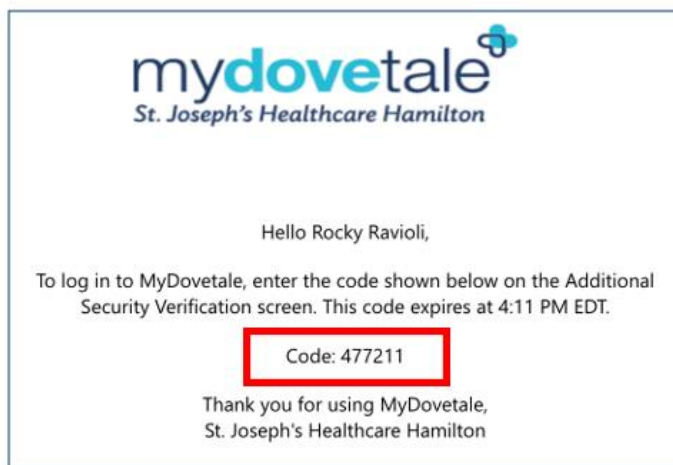 mydovetale
St. Joseph's Healthcare Hamilton
Hello Rocky Ravioli,
To log in to MyDovetale, enter the code shown below on the Additional
Security Verification screen. This code expires at 4:11 PM EDT.
Code: 477211
Thank you for using MyDovetale,
St. Joseph's Healthcare Hamilton